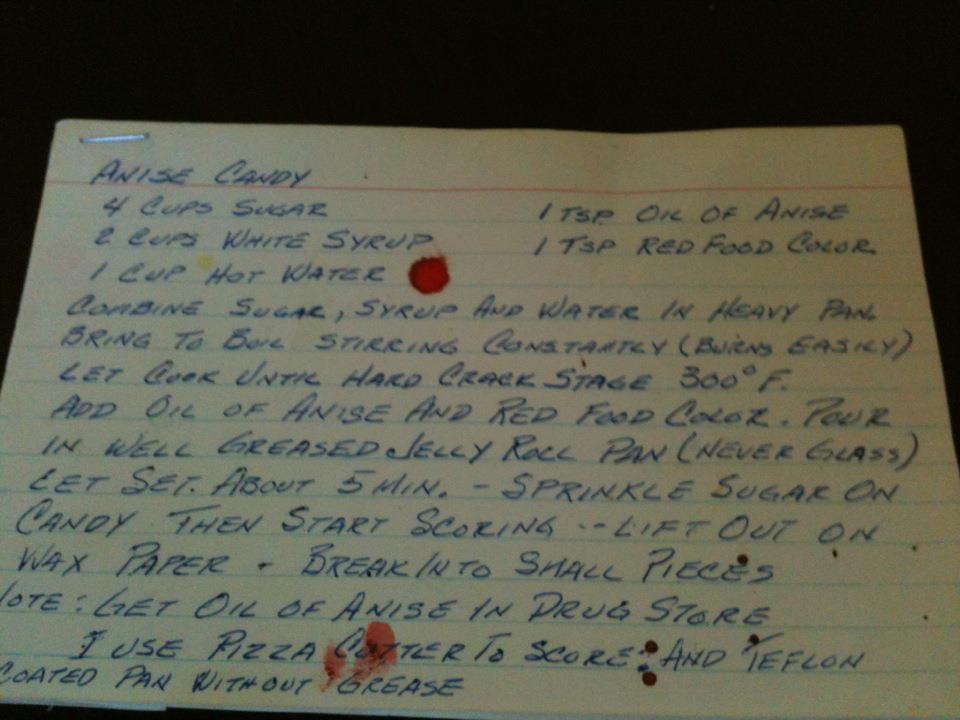 ANISE CANDY
4 CUPS SUGAR 1 TSP. OIL OF ANISE
2 CUPS WHITE SYRUP 1 TSP RED FOOD COLOR
1 CUP HOT WATER
COMBINE SUGAR, SYRUP AND WATER IN HEAVY PAN.
BRING TO BOIL STIRRING CONSTANTLY (BURNS EASILY)
LET COOK UNTIL HARD CRACK STAGE 300° F.
ADD OIL OF ANISE AND RED FOOD COLOR. POUR
IN WELL GREASED JELLY ROLL PAN (NEVER GLASS)
LET SET. ABOUT 5 MIN. - SPRINKLE SUGAR ON
CANDY THEN START SCORING -- LIFT OUT ON
WAX PAPER - BREAK INTO SMALL PIECES
NOTE: GET OIL OF ANISE IN DRUG STORE
I USE PIZZA CUTTER TO SCORE: AND TEFLON
COATED PAN WITHOUT GREASE